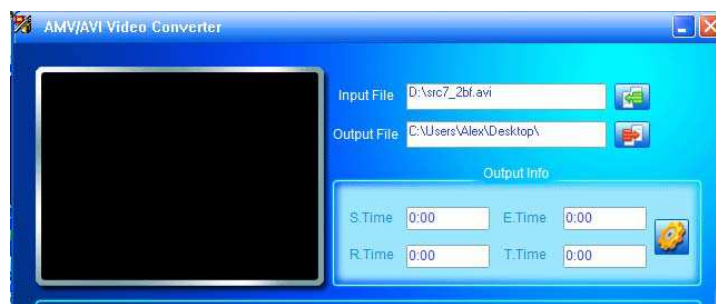 AMV/AVI Video Converter
Input File D:\src7_2bf.avi
Output File C:\Users\Alex\Desktop\
Output Info
S.Time 0:00 E.Time 0:00
R.Time 0:00 T.Time 0:00